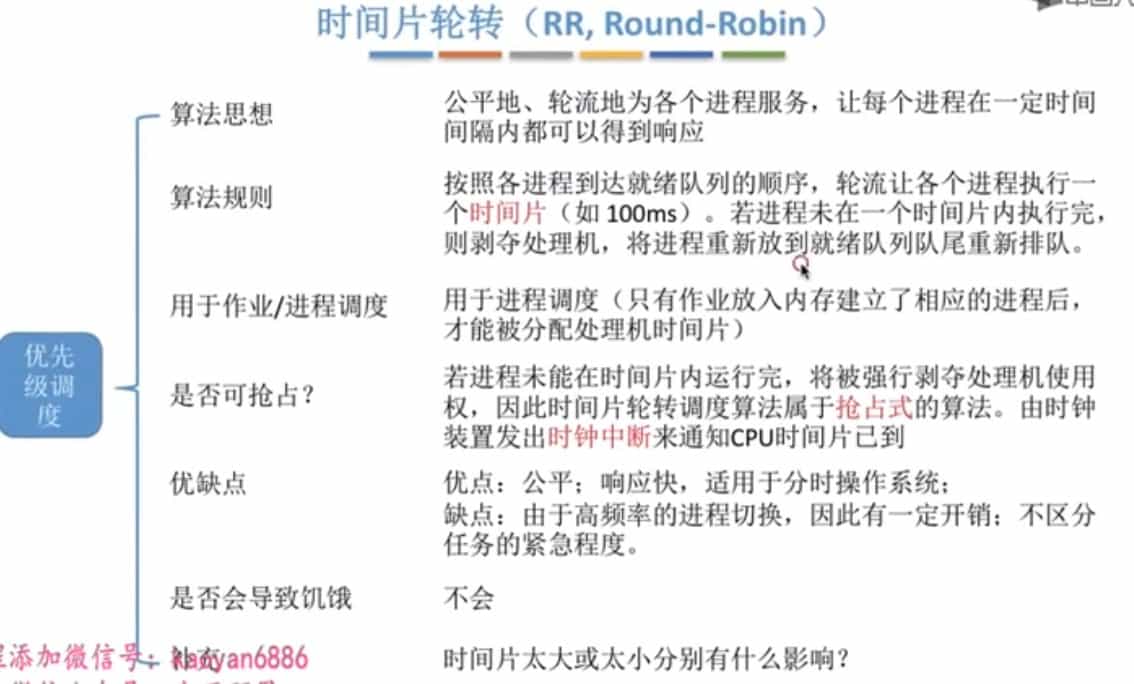 时间片轮转（RR, Round-Robin）
算法思想
公平地、轮流地为各个进程服务，让每个进程在一定时间
间隔内都可以得到响应
算法规则
按照各进程到达就绪队列的顺序，轮流让各个进程执行一
个时间片（如 100ms）。若进程未在一个时间片内执行完，
则剥夺处理机，将进程重新放到就绪队列队尾重新排队。
用于作业/进程调度
用于进程调度（只有作业放入内存建立了相应的进程后，
才能被分配处理机时间片）
优先
级调
度
是否可抢占？
若进程未能在时间片内运行完，将被强行剥夺处理机使用
权，因此时间片轮转调度算法属于抢占式的算法。由时钟
装置发出时钟中断来通知CPU时间片已到
优缺点
优点：公平；响应快，适用于分时操作系统；
缺点：由于高频率的进程切换，因此有一定开销；不区分
任务的紧急程度。
是否会导致饥饿
不会
补充
添加微信号：kaoyan6886
时间片太大或太小分别有什么影响？